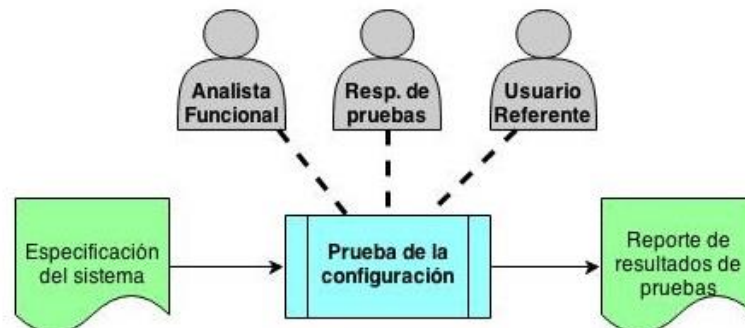 Analista
Funcional
Resp. de
pruebas
Usuario
Referente
Especificación
del sistema
Prueba de la
configuración
Reporte de
resultados de
pruebas